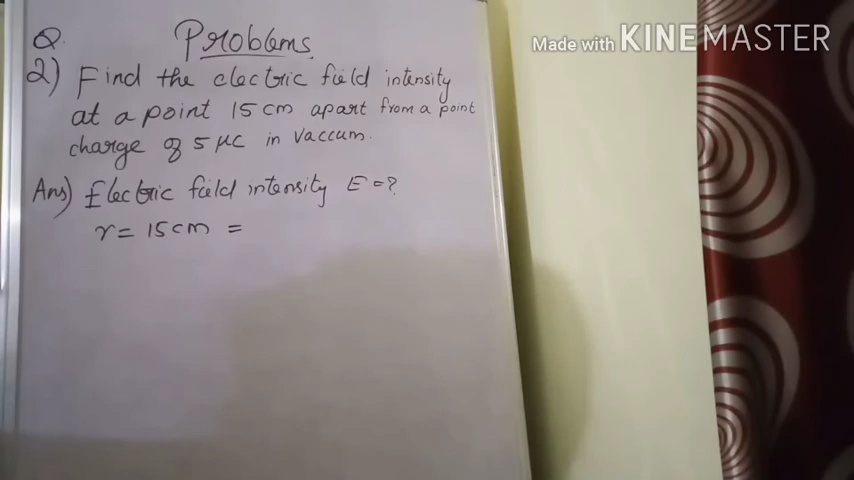 Q. Problems.
2) Find the electric field intensity
at a point 15 cm apart from a point
charge of 5 μC in vaccum.
Ans) Electric field intensity E = ?
r = 15 cm =
Made with KINEMASTER